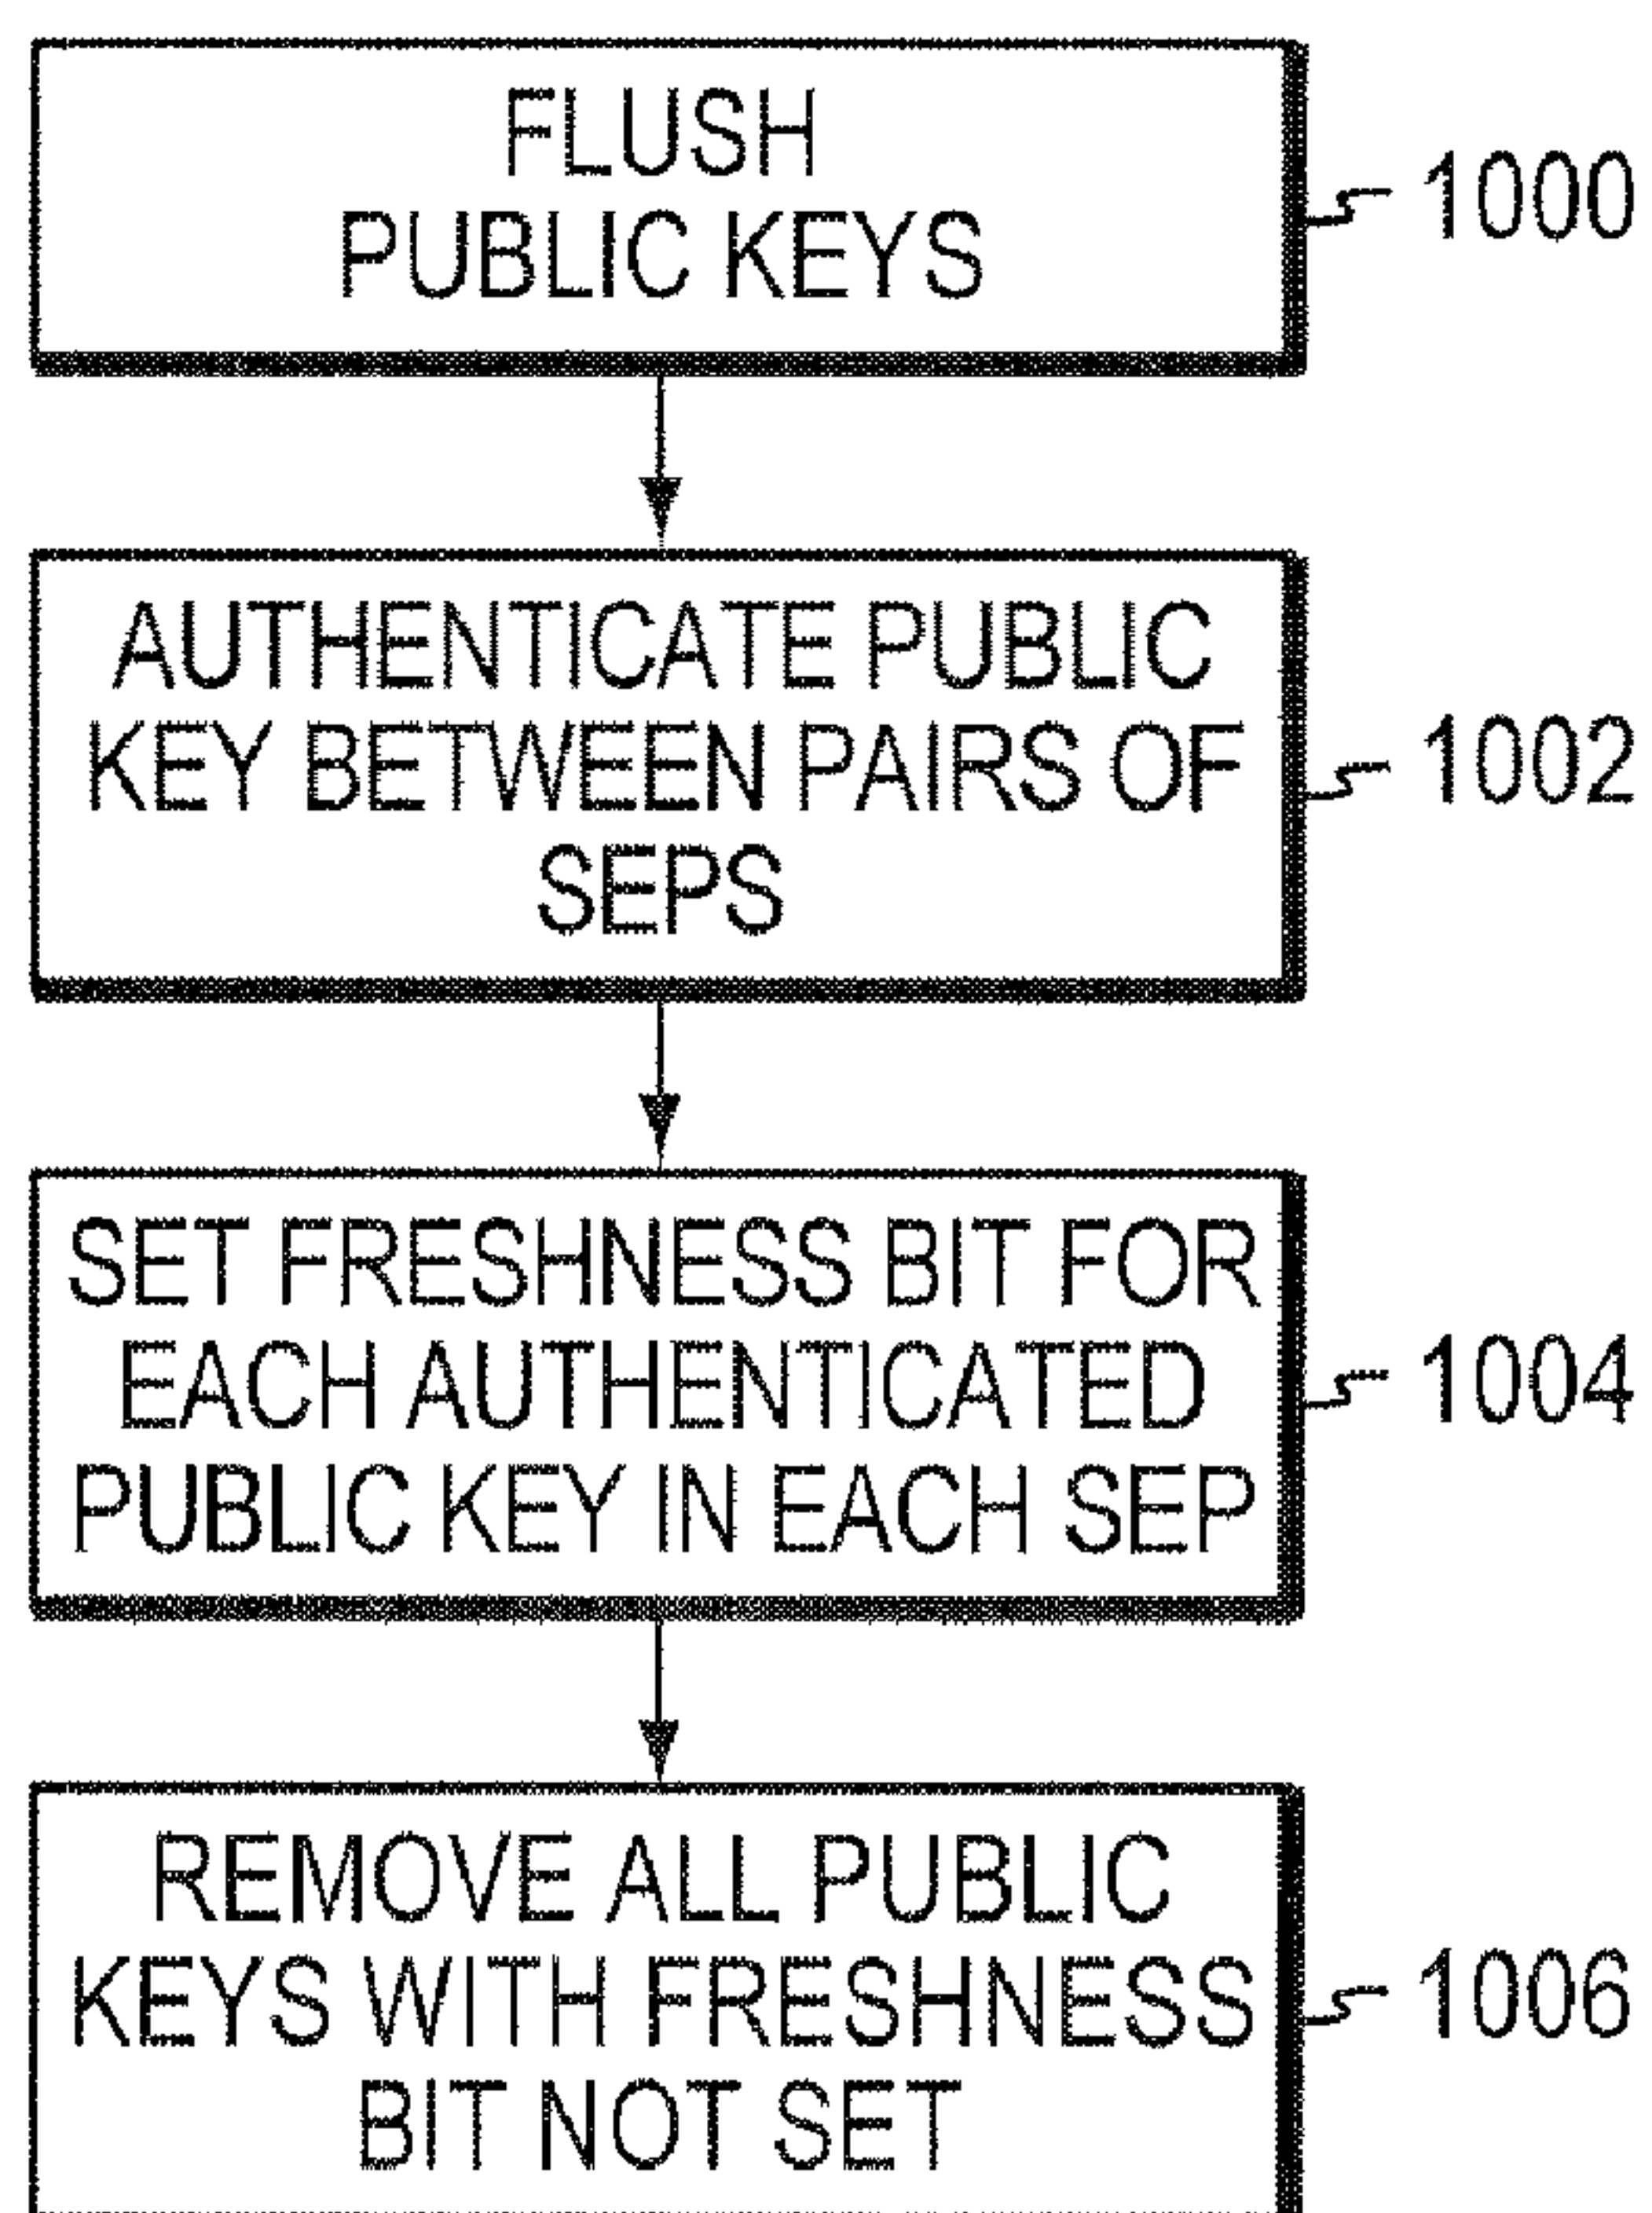 FLUSH
PUBLIC KEYS
1000
AUTHENTICATE PUBLIC
KEY BETWEEN PAIRS OF
SEPS
1002
SET FRESHNESS BIT FOR
EACH AUTHENTICATED
PUBLIC KEY IN EACH SEP
1004
REMOVE ALL PUBLIC
KEYS WITH FRESHNESS
BIT NOT SET
1006